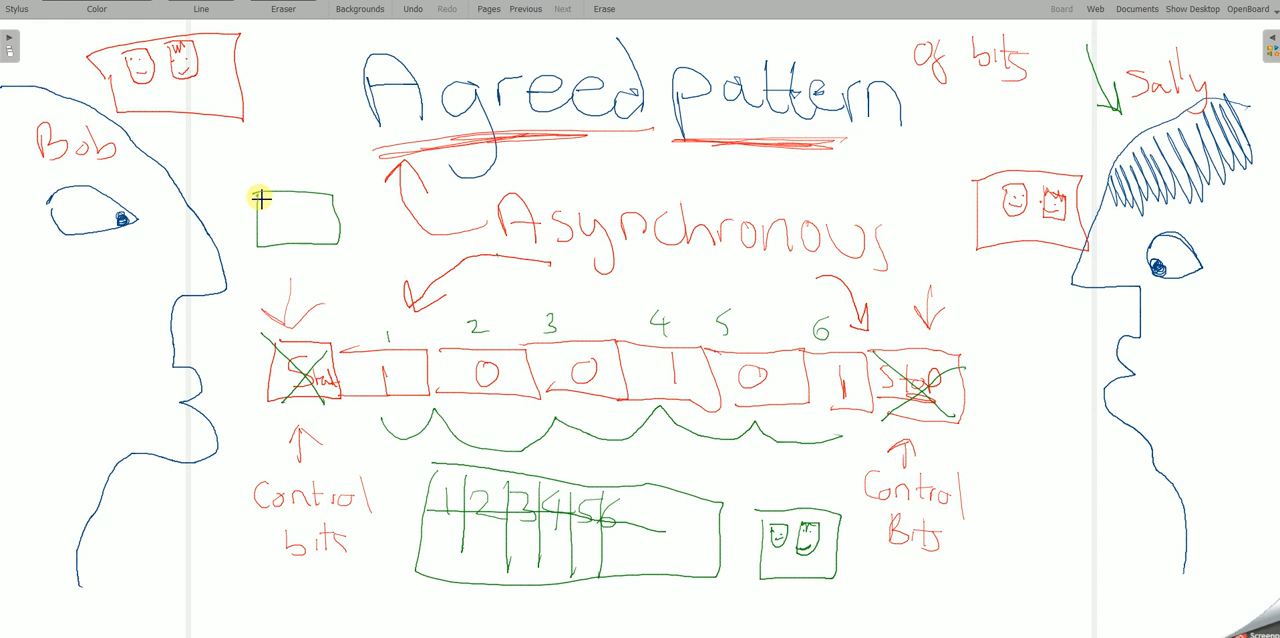 Stylus Color Line Eraser Backgrounds Undo Redo Pages Previous Next Erase Board Web Documents Show Desktop OpenBoard
Agreed Pattern of bits
Bob
Sally
Asynchronous
1 2 3 4 5 6
Start 1 0 0 1 0 1 Stop
Control bits
Control Bits
1 2 3 4 5 6